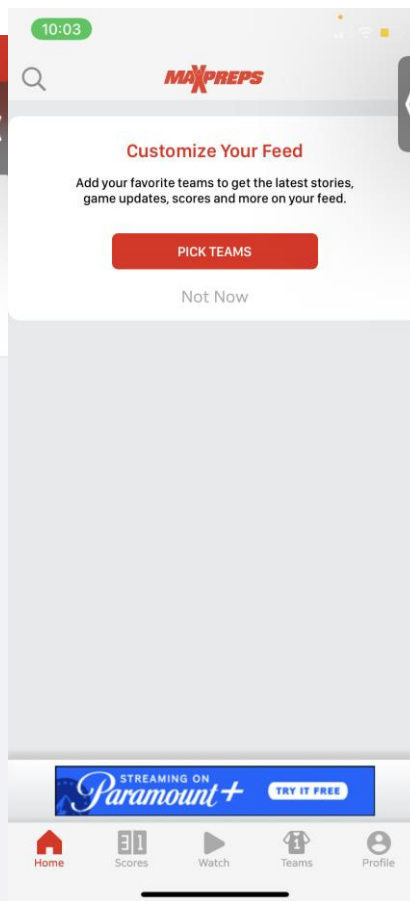 10:03
MAXPREPS
Customize Your Feed
Add your favorite teams to get the latest stories,
game updates, scores and more on your feed.
PICK TEAMS
Not Now
STREAMING ON
Paramount+
TRY IT FREE
31
1
Home Scores Watch Teams Profile